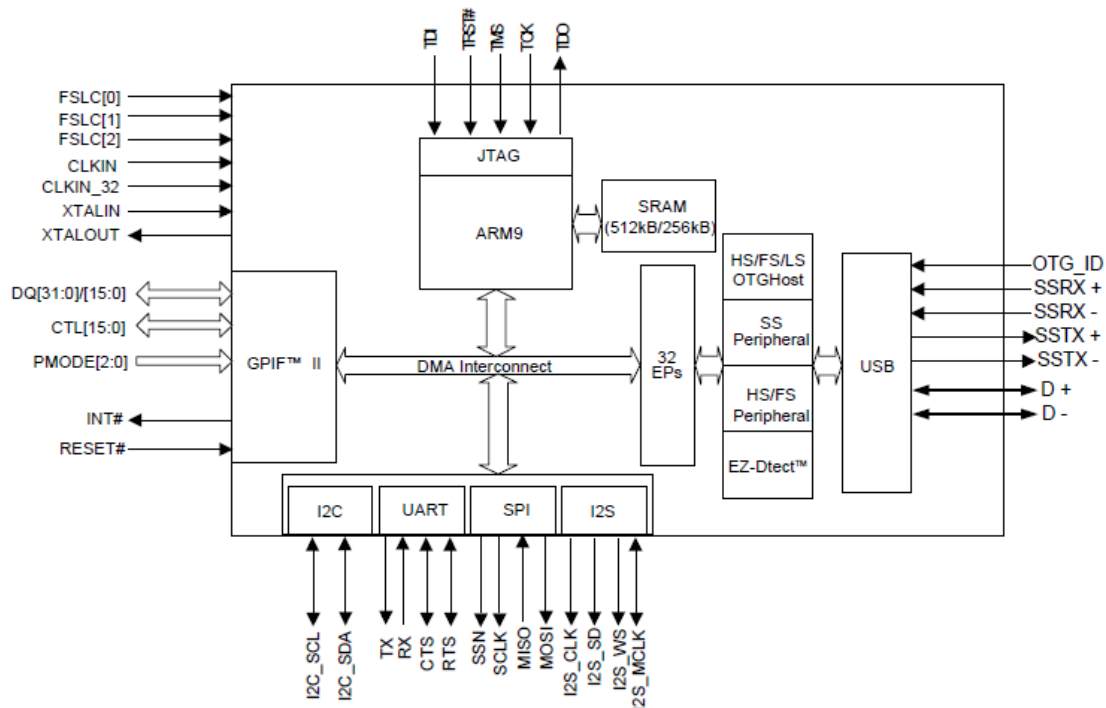 TDI
TRST#
TMS
TCK
TDO
FSLC[0]
FSLC[1]
FSLC[2]
CLKIN
CLKIN_32
XTALIN
XTALOUT
DQ[31:0]/[15:0]
CTL[15:0]
PMODE[2:0]
INT#
RESET#
JTAG
ARM9
SRAM
(512kB/256kB)
GPIF™ II
DMA Interconnect
32
EPs
HS/FS/LS
OTGHost
SS
Peripheral
HS/FS
Peripheral
EZ-Dtect™
USB
OTG_ID
SSRX +
SSRX -
SSTX +
SSTX -
D +
D -
I2C
UART
SPI
I2S
I2C_SCL
I2C_SDA
TX
RX
CTS
RTS
SSN
SCLK
MISO
MOSI
I2S_CLK
I2S_SD
I2S_WS
I2S_MCLK